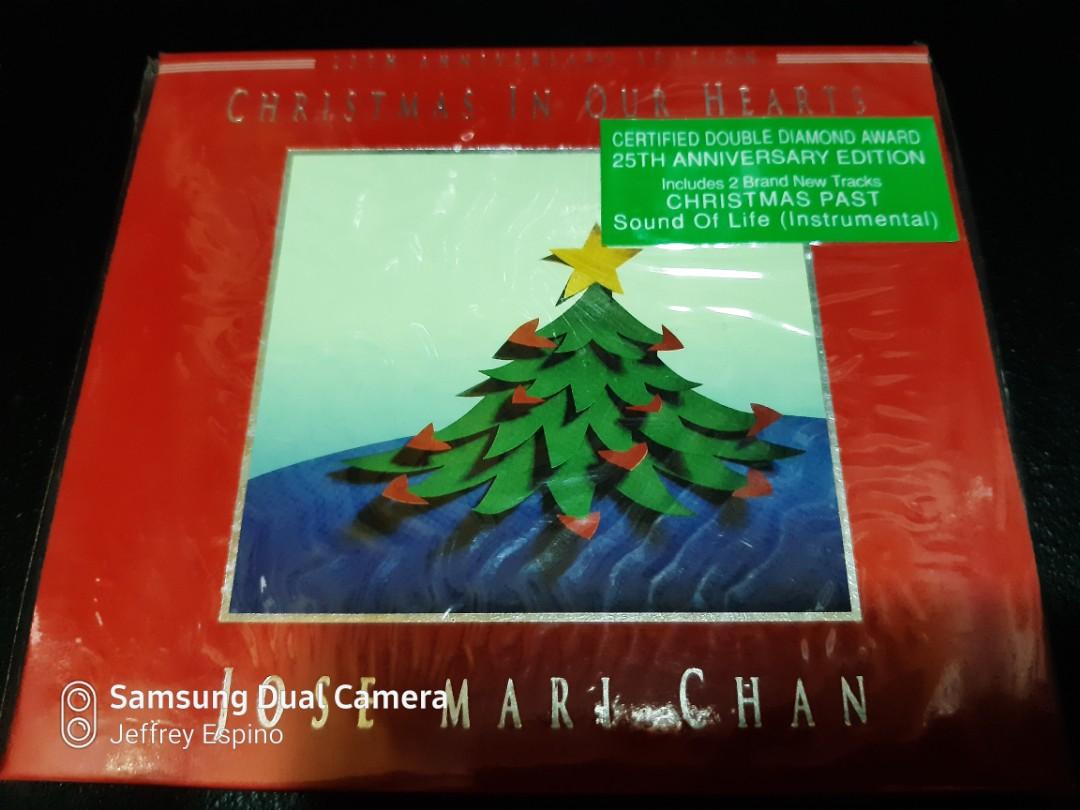 25TH ANNIVERSARY EDITION
CHRISTMAS IN OUR HEARTS
CERTIFIED DOUBLE DIAMOND AWARD
25TH ANNIVERSARY EDITION
Includes 2 Brand New Tracks
CHRISTMAS PAST
Sound Of Life (Instrumental)
JOSE MARI CHAN
Samsung Dual Camera
Jeffrey Espino